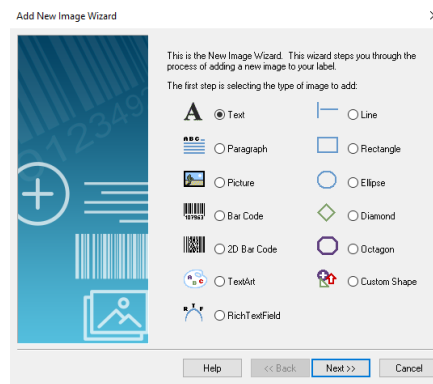 Add New Image Wizard
This is the New Image Wizard.  This wizard steps you through the
process of adding a new image to your label.
The first step is selecting the type of image to add:
Text
Paragraph
Picture
Bar Code
2D Bar Code
TextArt
RichTextField
Line
Rectangle
Ellipse
Diamond
Octagon
Custom Shape
Help
<< Back
Next >>
Cancel